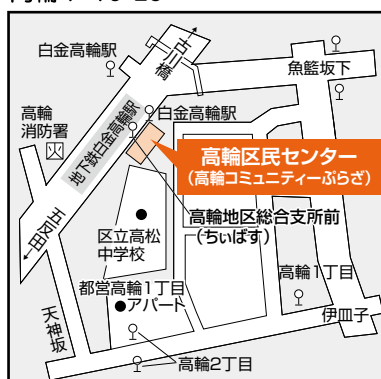 白金高輪駅
古川橋
魚籃坂下
白金高輪駅
地下鉄白金高輪駅
高輪
消防署
火
高輪区民センター
(高輪コミュニティーぷらざ)
五反田
高輪地区総合支所前
(ちぃばす)
区立高松
中学校
高輪1丁目
都営高輪1丁目
アパート
伊皿子
天神坂
高輪2丁目